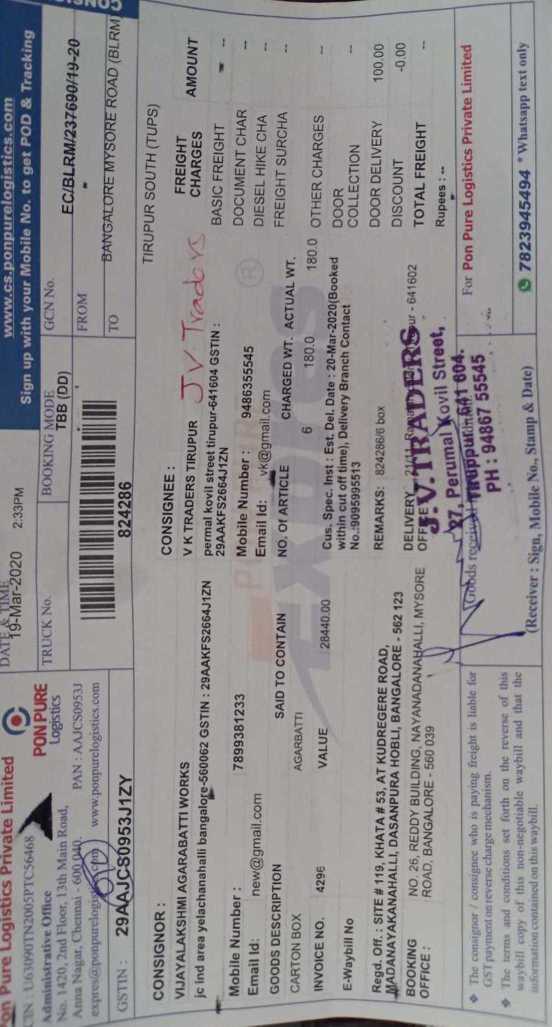 Pon Pure Logistics Private Limited
CIN : U63090TN2005PTC56468
PON PURE
Logistics
Administrative Office
No. 1420, 2nd Floor, 13th Main Road,
Anna Nagar, Chennai - 600 040. PAN : AAJCS0953J
www.ponpurelogistics.com
GSTIN : 29AAJCS0953J1ZY
DATE & TIME
19-Mar-2020 2:33PM
TRUCK No.
BOOKING MODE
TBB (DD)
824286
www.cs.ponpurelogistics.com
Sign up with your Mobile No. to get POD & Tracking
GCN No. EC/BLRM/237690/19-20
FROM BANGALORE MYSORE ROAD (BLRM
TO TIRUPUR SOUTH (TUPS)
CONSIGNOR :
VIJAYALAKSHMI AGARABATTI WORKS
jc ind area yelachanahalli bangalore-560062 GSTIN : 29AAKFS2664J1ZN
Mobile Number : 7899381233
Email Id: new@gmail.com
CONSIGNEE :
V K TRADERS TIRUPUR
JV Traders
permal kovil street tirupur-641604 GSTIN :
29AAKFS2664J1ZN
Mobile Number : 9486355545
Email Id: vk@gmail.com
GOODS DESCRIPTION SAID TO CONTAIN NO. Of ARTICLE CHARGED WT. ACTUAL WT.
CARTON BOX AGARBATTI 6 180.0 180.0
INVOICE NO. 4296 VALUE 28440.00
E-Waybill No
Cus. Spec. Inst : Est. Del. Date : 20-Mar-2020(Booked
within cut off time), Delivery Branch Contact
No.:9095995513
REMARKS: 824286/6 box
Regd. Off. : SITE # 119, KHATA # 53, AT KUDREGERE ROAD,
MADANAYAKANAHALLI, DASANPURA HOBLI, BANGALORE - 562 123
BOOKING OFFICE : NO. 26, REDDY BUILDING, NAYANADANAHALLI, MYSORE
ROAD, BANGALORE - 560 039
DELIVERY OFFICE
641602
FREIGHT CHARGES AMOUNT
BASIC FREIGHT --
DOCUMENT CHAR --
DIESEL HIKE CHA --
FREIGHT SURCHA --
OTHER CHARGES --
DOOR COLLECTION --
DOOR DELIVERY 100.00
DISCOUNT -0.00
TOTAL FREIGHT --
Rupees : --
The consignor / consignee who is paying freight is liable for
GST payment on reverse charge mechanism.
The terms and conditions set forth on the reverse of this
waybill copy of this non-negotiable waybill and that the
information contained on this waybill.
J.V. TRADERS
27, Perumal Kovil Street,
Tiruppur - 641 604.
PH : 94867 55545
Goods received
(Receiver : Sign, Mobile No., Stamp & Date)
For Pon Pure Logistics Private Limited
7823945494 * Whatsapp text only